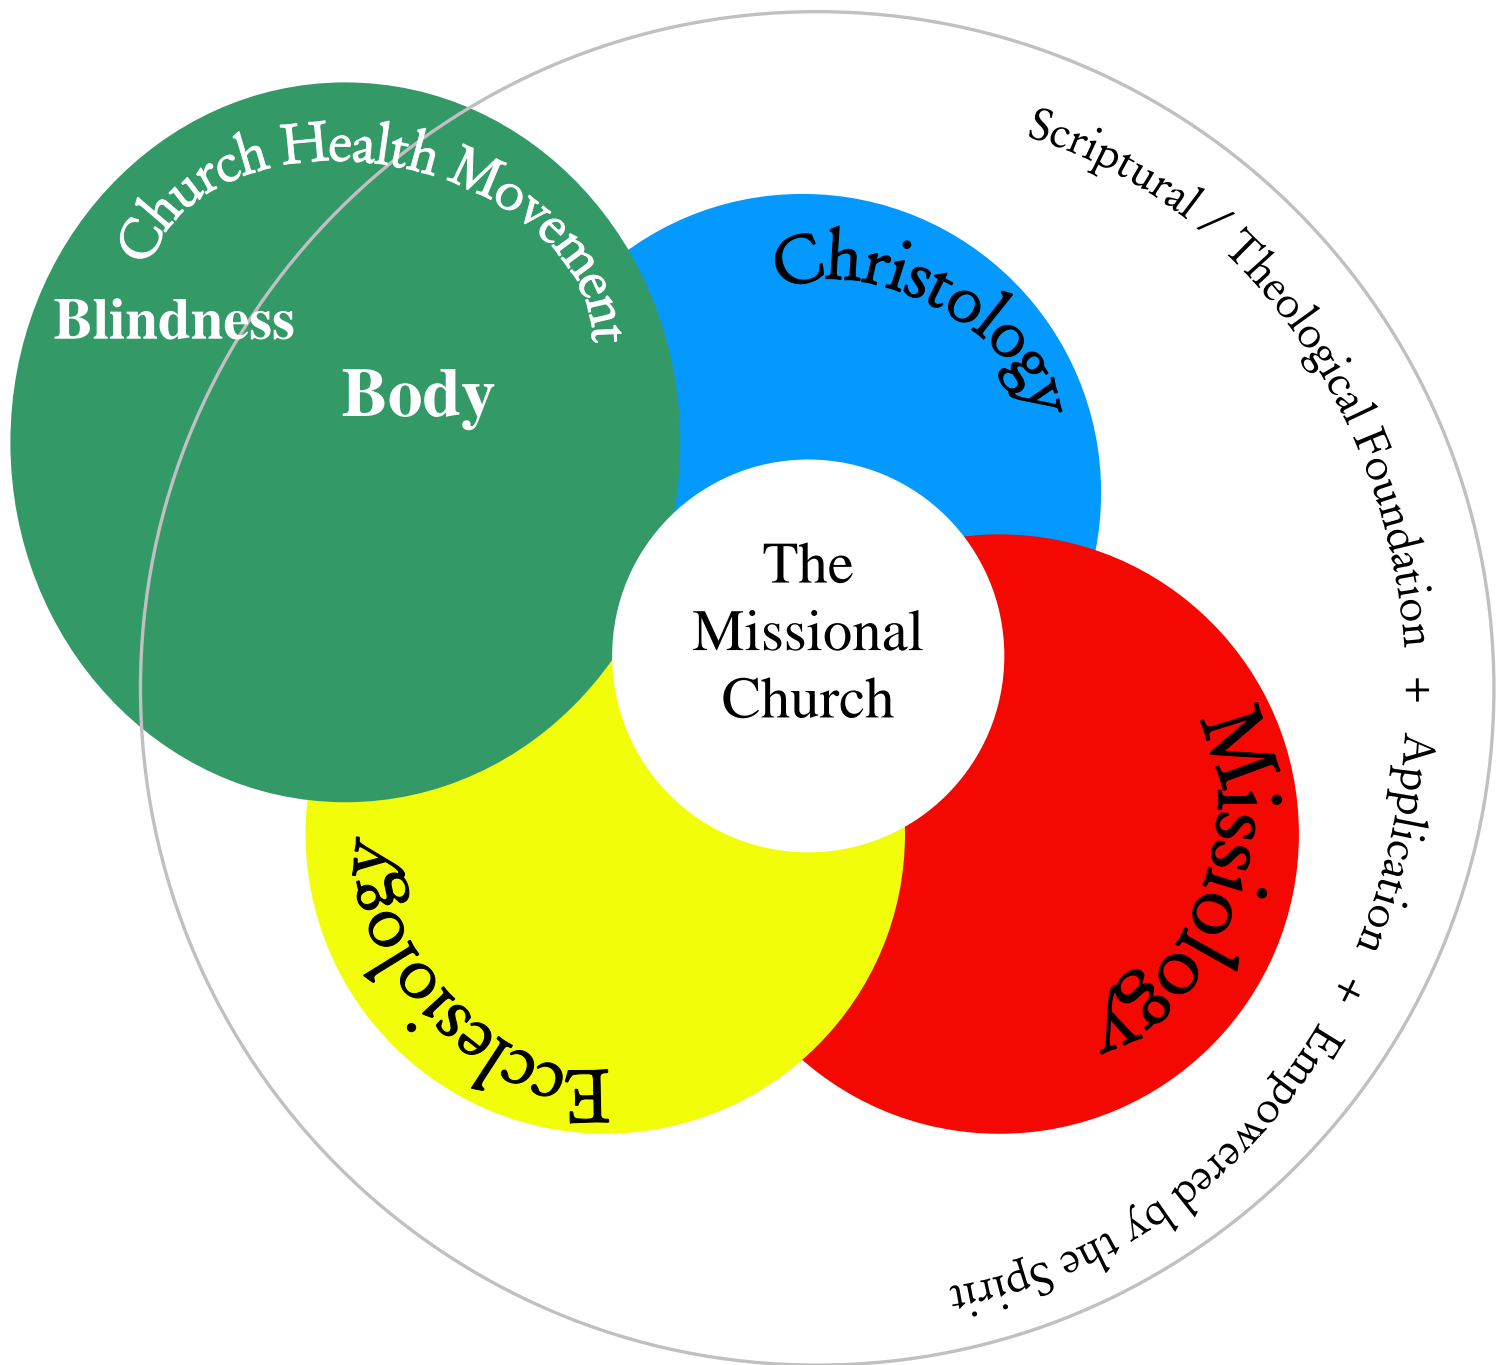 Church Health Movement
Blindness
Body
Christology
Scriptural / Theological Foundation + Application + Empowered by the Spirit
The
Missional
Church
Missiology
Ecclesiology